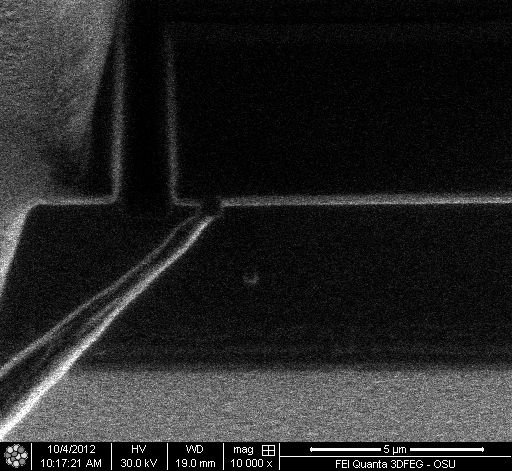 10/4/2012 HV WD mag 5 µm
10:17:21 AM 30.0 kV 19.0 mm 10 000 x FEI Quanta 3DFEG - OSU